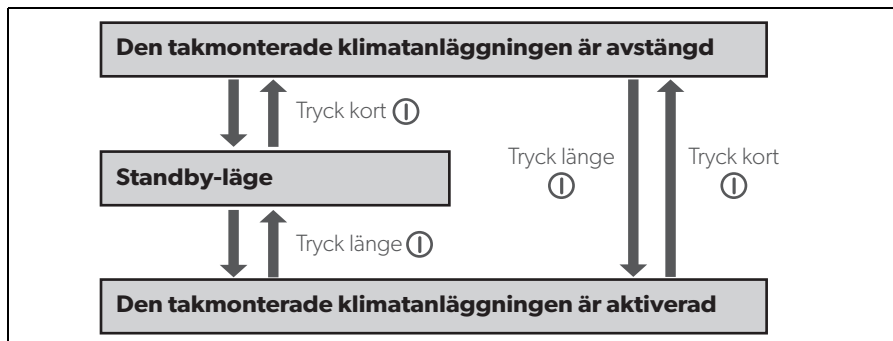 Den takmonterade klimatanläggningen är avstängd
Tryck kort
Standby-läge
Tryck länge
Tryck kort
Tryck länge
Den takmonterade klimatanläggningen är aktiverad